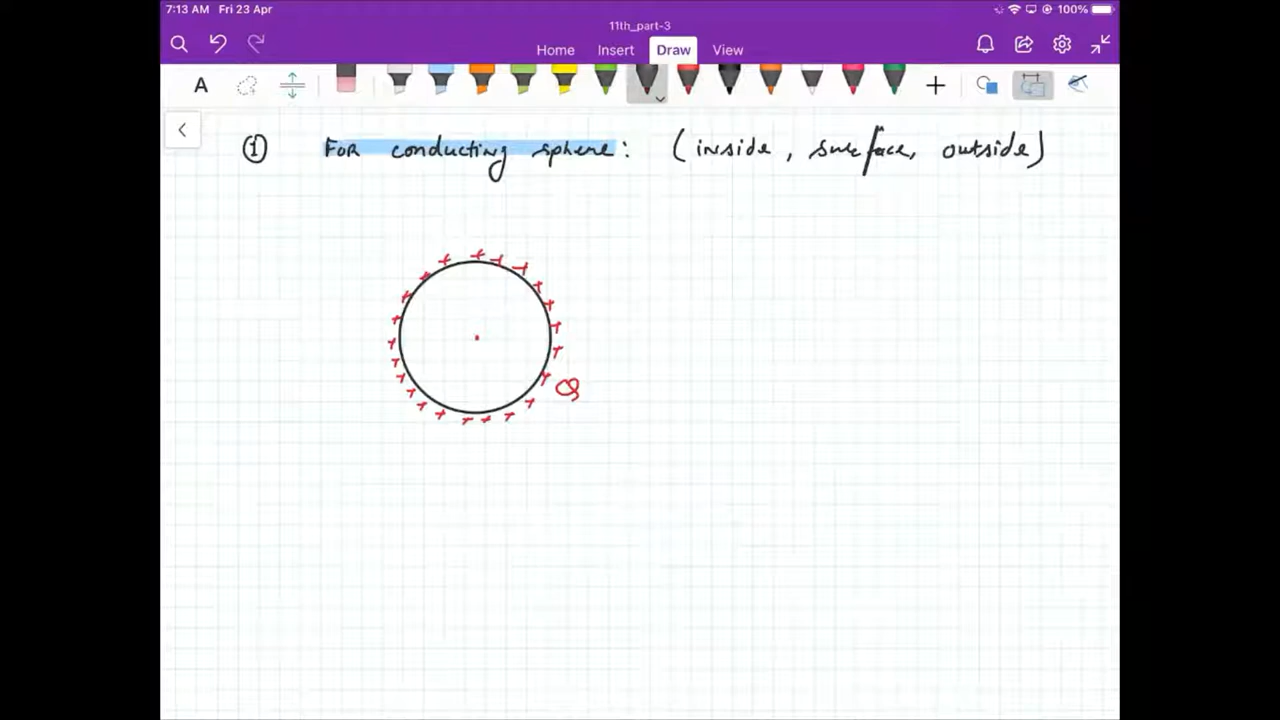 7:13 AM Fri 23 Apr
100%
11th_part-3
Home Insert Draw View
A
① For conducting sphere: (inside, surface, outside)
Q